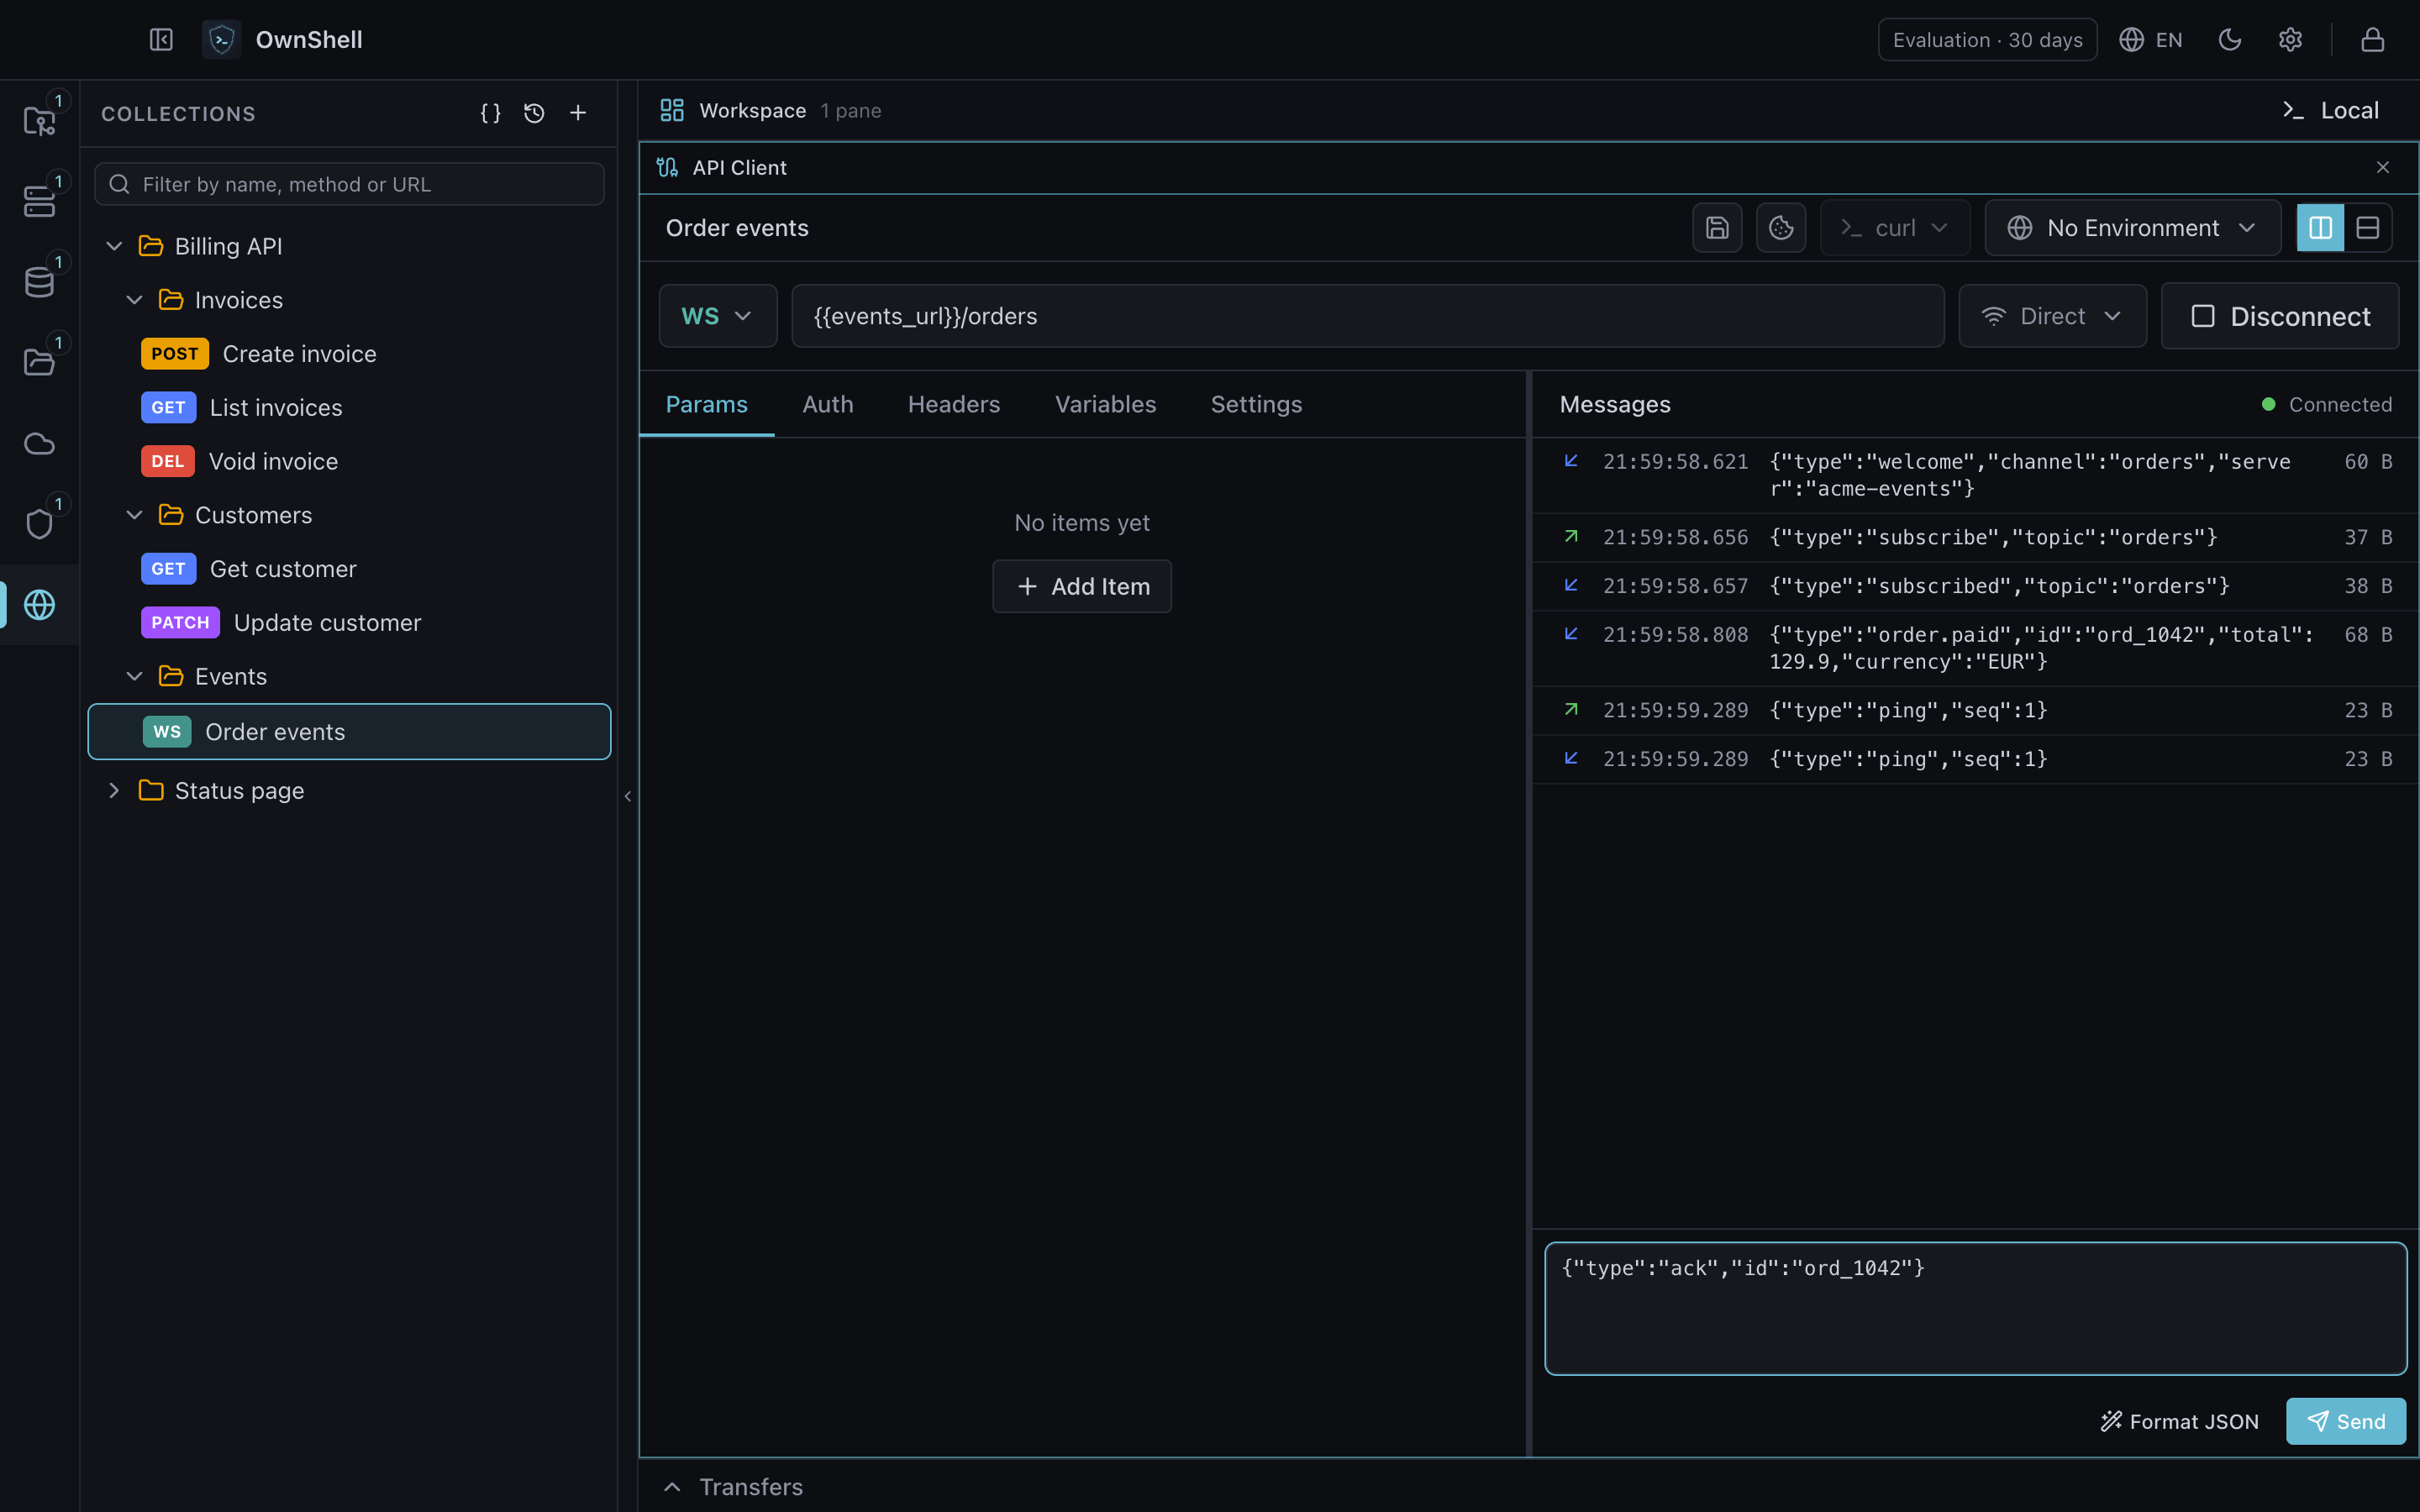 OwnShell
Evaluation · 30 days
EN
1
1
1
1
1
COLLECTIONS
Filter by name, method or URL
Billing API
Invoices
POST Create invoice
GET List invoices
DEL Void invoice
Customers
GET Get customer
PATCH Update customer
Events
WS Order events
Status page
Workspace 1 pane
Local
API Client
Order events
curl
No Environment
WS
{{events_url}}/orders
Direct
Disconnect
Params Auth Headers Variables Settings
No items yet
Add Item
Messages
Connected
21:59:58.621 {"type":"welcome","channel":"orders","serve 60 B
r":"acme-events"}
21:59:58.656 {"type":"subscribe","topic":"orders"} 37 B
21:59:58.657 {"type":"subscribed","topic":"orders"} 38 B
21:59:58.808 {"type":"order.paid","id":"ord_1042","total": 68 B
129.9,"currency":"EUR"}
21:59:59.289 {"type":"ping","seq":1} 23 B
21:59:59.289 {"type":"ping","seq":1} 23 B
{"type":"ack","id":"ord_1042"}
Format JSON
Send
Transfers